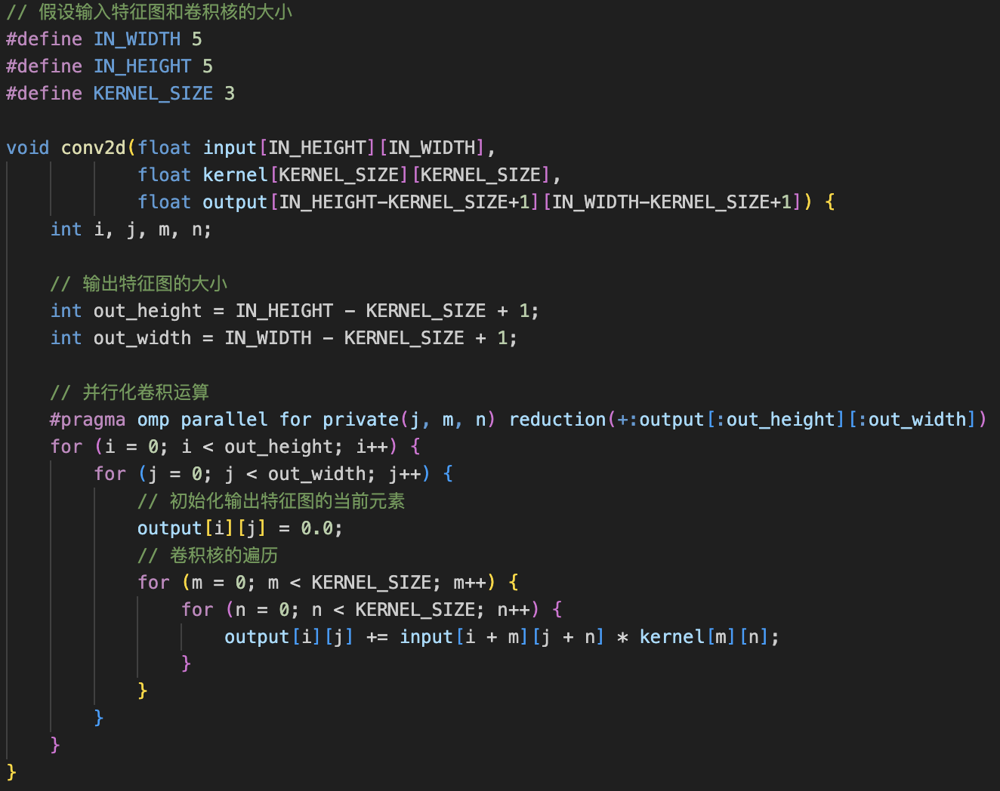 // 假设输入特征图和卷积核的大小
#define IN_WIDTH 5
#define IN_HEIGHT 5
#define KERNEL_SIZE 3
void conv2d(float input[IN_HEIGHT][IN_WIDTH],
float kernel[KERNEL_SIZE][KERNEL_SIZE],
float output[IN_HEIGHT-KERNEL_SIZE+1][IN_WIDTH-KERNEL_SIZE+1]) {
int i, j, m, n;
// 输出特征图的大小
int out_height = IN_HEIGHT - KERNEL_SIZE + 1;
int out_width = IN_WIDTH - KERNEL_SIZE + 1;
// 并行化卷积运算
#pragma omp parallel for private(j, m, n) reduction(+:output[:out_height][:out_width])
for (i = 0; i < out_height; i++) {
for (j = 0; j < out_width; j++) {
// 初始化输出特征图的当前元素
output[i][j] = 0.0;
// 卷积核的遍历
for (m = 0; m < KERNEL_SIZE; m++) {
for (n = 0; n < KERNEL_SIZE; n++) {
output[i][j] += input[i + m][j + n] * kernel[m][n];
}
}
}
}
}